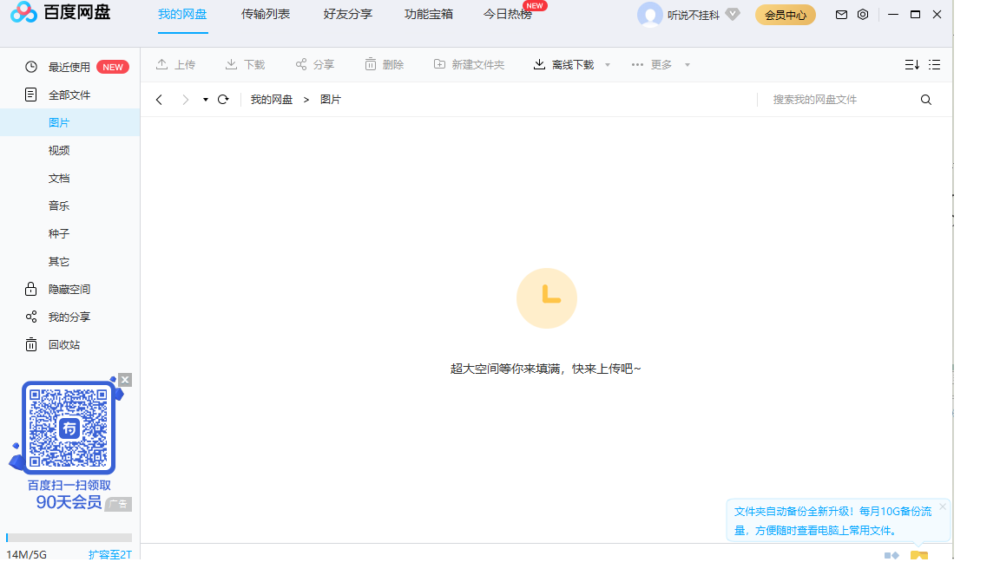 百度网盘
我的网盘 传输列表 好友分享 功能宝箱 今日热榜 NEW 听说不挂科 会员中心
最近使用 NEW
全部文件
图片
视频
文档
音乐
种子
其它
隐藏空间
我的分享
回收站
有
百度扫一扫领取
90天会员 广告
14M/5G 扩容至2T
上传 下载 分享 删除 新建文件夹 离线下载 更多
我的网盘 > 图片 搜索我的网盘文件
超大空间等你来填满，快来上传吧~
文件夹自动备份全新升级！每月10G备份流
量，方便随时查看电脑上常用文件。